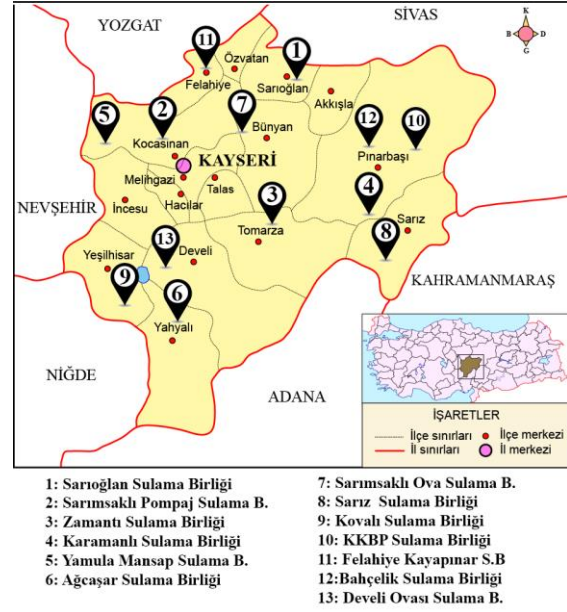 YOZGAT
SİVAS
K
B
D
G
11
Özvatan
1
Felahiye
Sarıoğlan
Akkışla
5
2
7
12
10
Bünyan
Kocasinan
KAYSERİ
Pınarbaşı
Melihgazi
Talas
NEVŞEHİR
İncesu
Hacılar
3
4
Sarız
Tomarza
8
13
Yeşilhisar
Develi
9
6
KAHRAMANMARAŞ
Yahyalı
NİĞDE
ADANA
İŞARETLER
İlçe sınırları
İlçe merkezi
İl sınırları
İl merkezi
1: Sarıoğlan Sulama Birliği
2: Sarımsaklı Pompaj Sulama B.
3: Zamantı Sulama Birliği
4: Karamanlı Sulama Birliği
5: Yamula Mansap Sulama B.
6: Ağcaşar Sulama Birliği
7: Sarımsaklı Ova Sulama B.
8: Sarız Sulama Birliği
9: Kovalı Sulama Birliği
10: KKBP Sulama Birliği
11: Felahiye Kayapınar S.B
12:Bahçelik Sulama Birliği
13: Develi Ovası Sulama B.